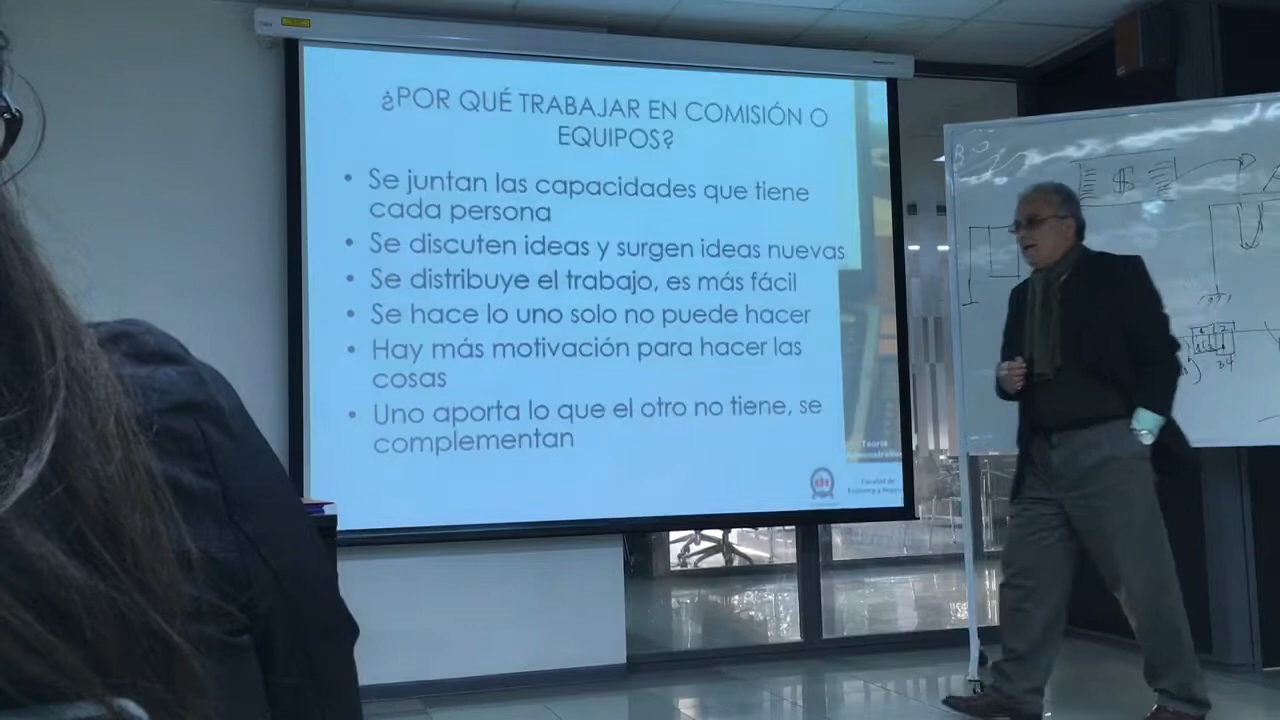 ¿POR QUÉ TRABAJAR EN COMISIÓN O
EQUIPOS?
• Se juntan las capacidades que tiene
cada persona
• Se discuten ideas y surgen ideas nuevas
• Se distribuye el trabajo, es más fácil
• Se hace lo uno solo no puede hacer
• Hay más motivación para hacer las
cosas
• Uno aporta lo que el otro no tiene, se
complementan
Teoría
Facultad de
Economía y Negocios
$